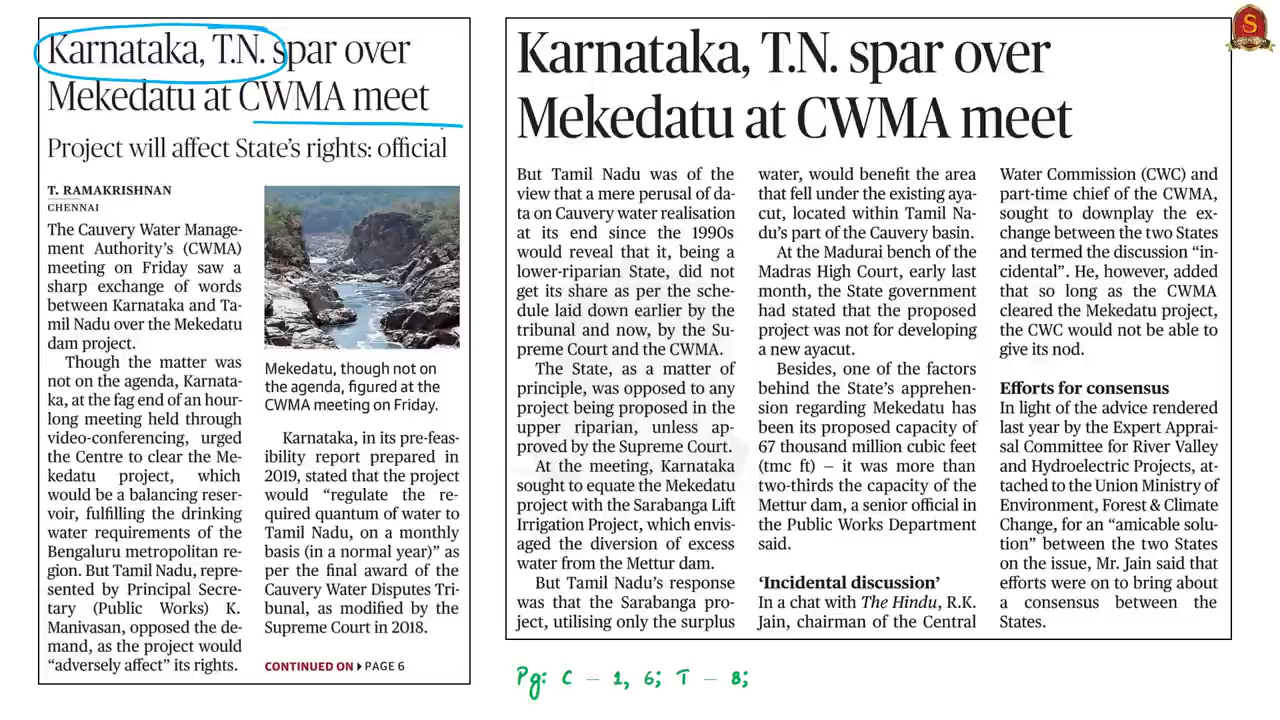 Karnataka, T.N. spar over
Mekedatu at CWMA meet
Project will affect State’s rights: official
T. RAMAKRISHNAN
CHENNAI
The Cauvery Water Manage-
ment Authority’s (CWMA)
meeting on Friday saw a
sharp exchange of words
between Karnataka and Ta-
mil Nadu over the Mekedatu
dam project.
Though the matter was
not on the agenda, Karnata-
ka, at the fag end of an hour-
long meeting held through
video-conferencing, urged
the Centre to clear the Me-
kedatu project, which
would be a balancing reser-
voir, fulfilling the drinking
water requirements of the
Bengaluru metropolitan re-
gion. But Tamil Nadu, repre-
sented by Principal Secre-
tary (Public Works) K.
Manivasan, opposed the de-
mand, as the project would
“adversely affect” its rights.
Mekedatu, though not on
the agenda, figured at the
CWMA meeting on Friday.
Karnataka, in its pre-feas-
ibility report prepared in
2019, stated that the project
would “regulate the re-
quired quantum of water to
Tamil Nadu, on a monthly
basis (in a normal year)” as
per the final award of the
Cauvery Water Disputes Tri-
bunal, as modified by the
Supreme Court in 2018.
CONTINUED ON PAGE 6
Karnataka, T.N. spar over
Mekedatu at CWMA meet
But Tamil Nadu was of the
view that a mere perusal of da-
ta on Cauvery water realisation
at its end since the 1990s
would reveal that it, being a
lower-riparian State, did not
get its share as per the sche-
dule laid down earlier by the
tribunal and now, by the Su-
preme Court and the CWMA.
The State, as a matter of
principle, was opposed to any
project being proposed in the
upper riparian, unless ap-
proved by the Supreme Court.
At the meeting, Karnataka
sought to equate the Mekedatu
project with the Sarabanga Lift
Irrigation Project, which envis-
aged the diversion of excess
water from the Mettur dam.
But Tamil Nadu’s response
was that the Sarabanga pro-
ject, utilising only the surplus
water, would benefit the area
that fell under the existing aya-
cut, located within Tamil Na-
du’s part of the Cauvery basin.
At the Madurai bench of the
Madras High Court, early last
month, the State government
had stated that the proposed
project was not for developing
a new ayacut.
Besides, one of the factors
behind the State’s apprehen-
sion regarding Mekedatu has
been its proposed capacity of
67 thousand million cubic feet
(tmc ft) – it was more than
two-thirds the capacity of the
Mettur dam, a senior official in
the Public Works Department
said.
‘Incidental discussion’
In a chat with The Hindu, R.K.
Jain, chairman of the Central
Water Commission (CWC) and
part-time chief of the CWMA,
sought to downplay the ex-
change between the two States
and termed the discussion “in-
cidental”. He, however, added
that so long as the CWMA
cleared the Mekedatu project,
the CWC would not be able to
give its nod.
Efforts for consensus
In light of the advice rendered
last year by the Expert Apprai-
sal Committee for River Valley
and Hydroelectric Projects, at-
tached to the Union Ministry of
Environment, Forest & Climate
Change, for an “amicable solu-
tion” between the two States
on the issue, Mr. Jain said that
efforts were on to bring about
a consensus between the
States.
Pg: C – 1, 6; T – 8;
S